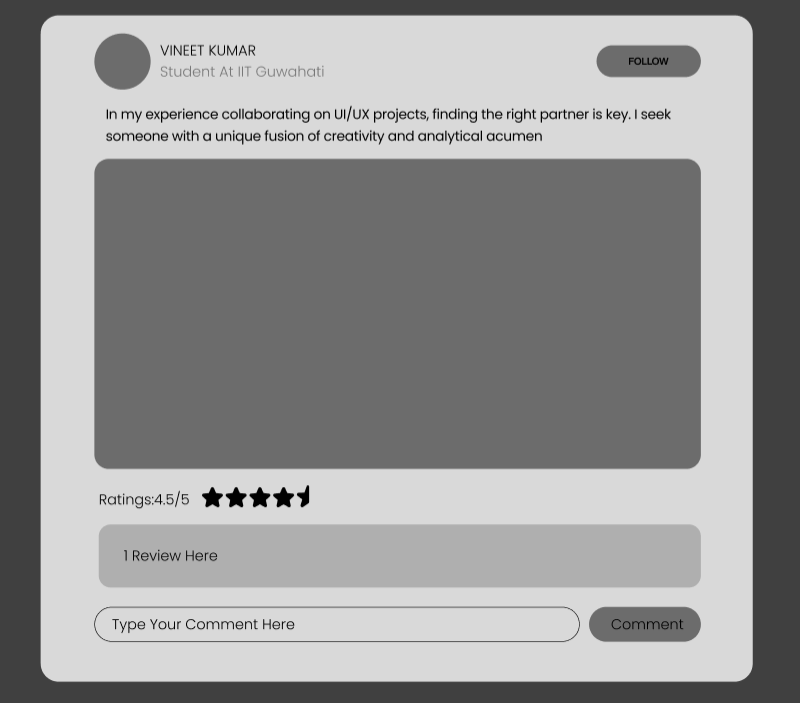 VINEET KUMAR
Student At IIT Guwahati
FOLLOW
In my experience collaborating on UI/UX projects, finding the right partner is key. I seek
someone with a unique fusion of creativity and analytical acumen
Ratings:4.5/5
1 Review Here
Type Your Comment Here
Comment